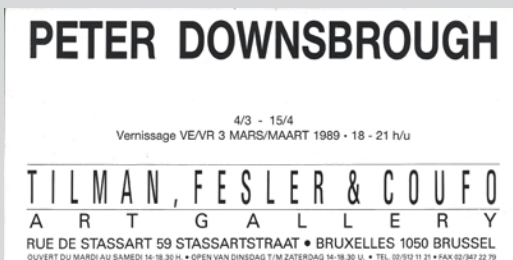 PETER DOWNSBROUGH
4/3 - 15/4
Vernissage VE/VR 3 MARS/MAART 1989 • 18 - 21 h/u
TILMAN, FESLER & COUFO
ART GALLERY
RUE DE STASSART 59 STASSARTSTRAAT • BRUXELLES 1050 BRUSSEL
OUVERT DU MARDI AU SAMEDI 14-18.30 H. • OPEN VAN DINSDAG T/M ZATERDAG 14-18.30 U. • TEL. 02/512 11 21 • FAX 02/347 22 79